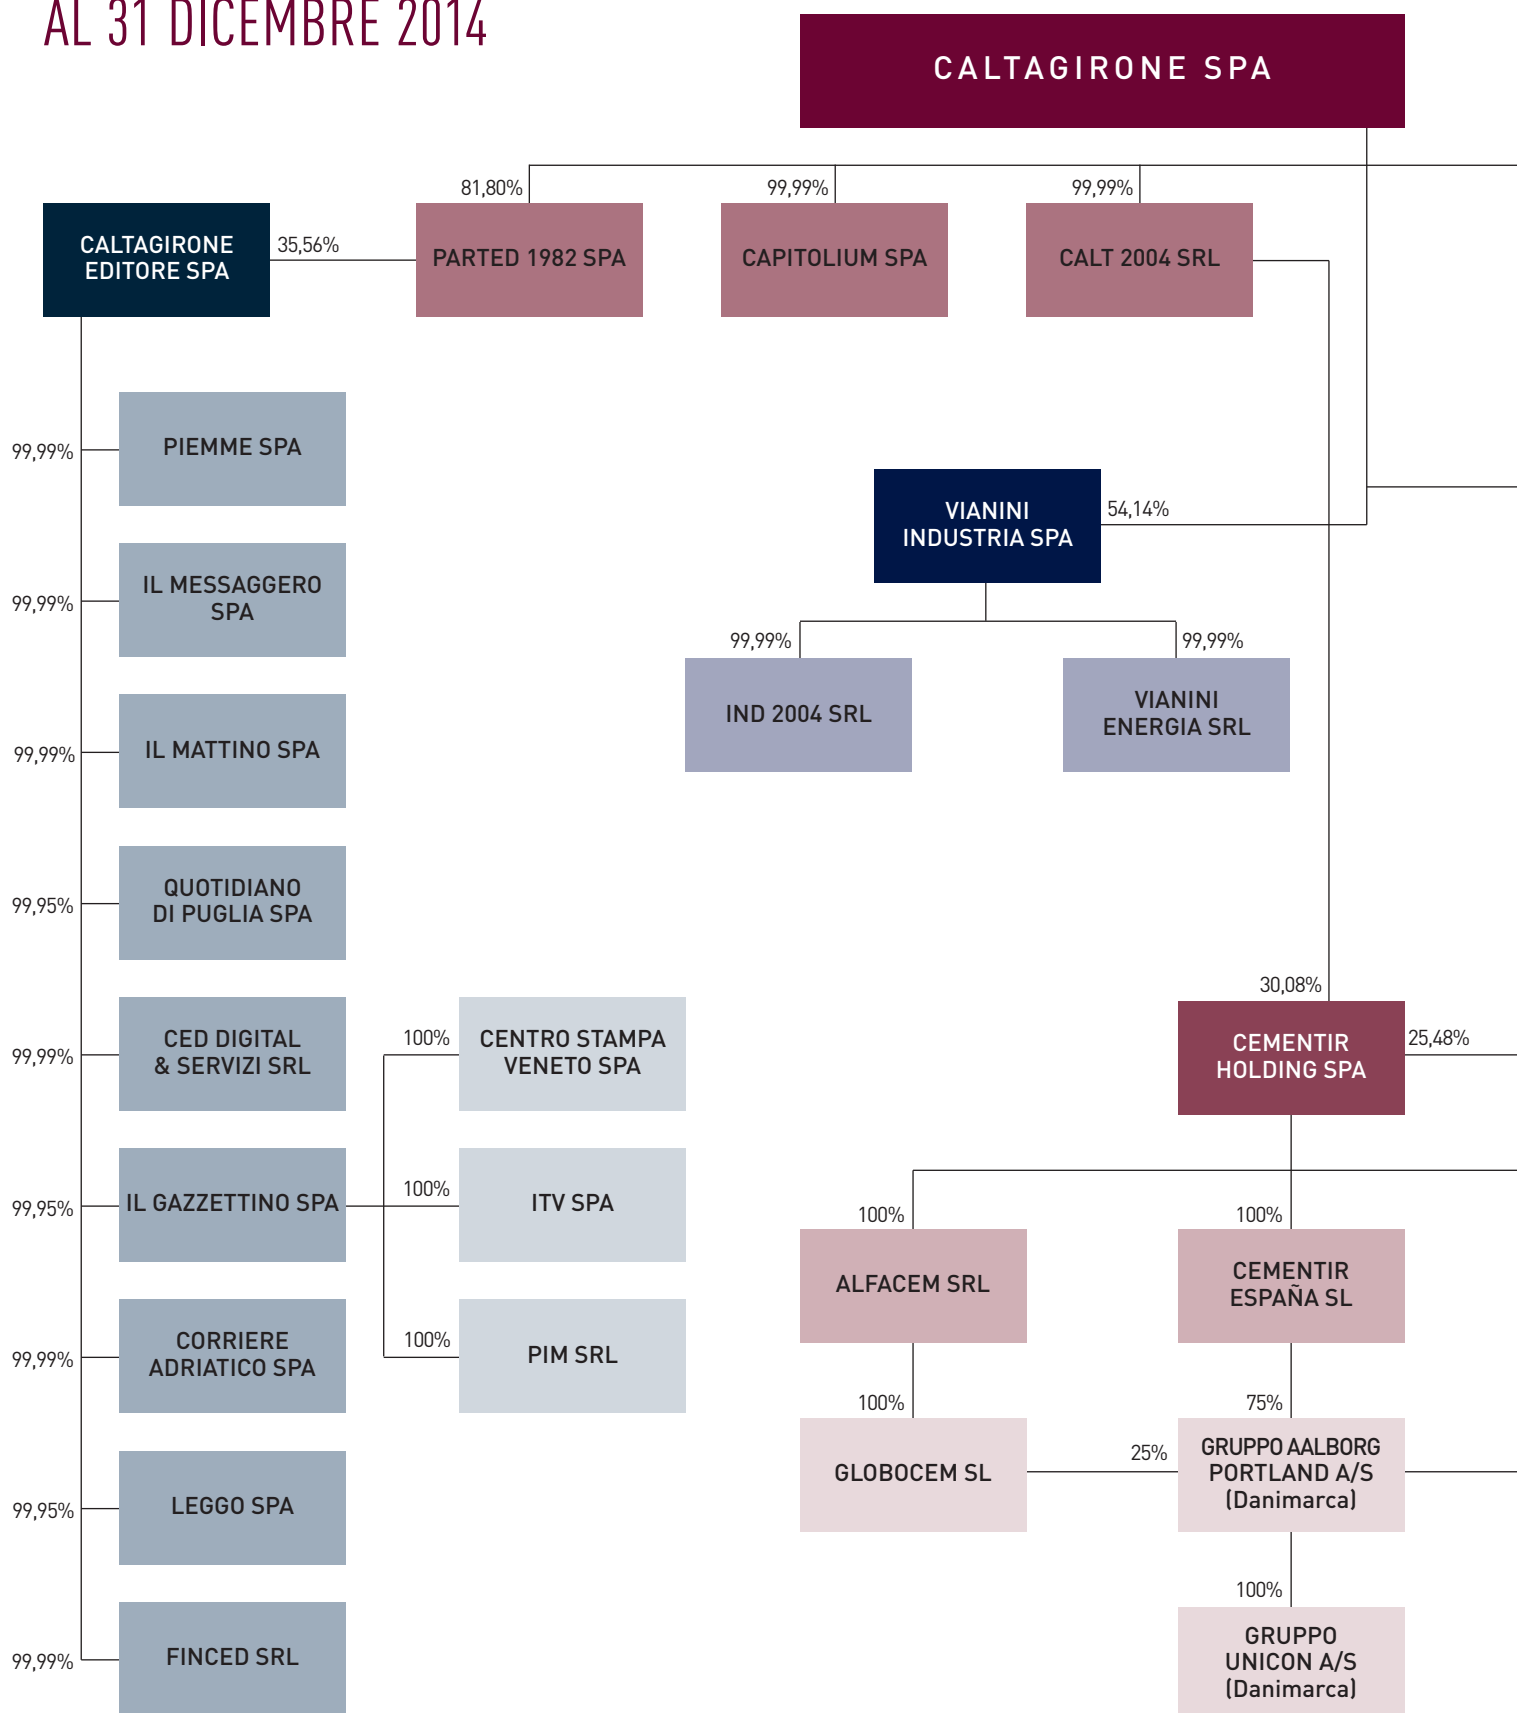 AL 31 DICEMBRE 2014
CALTAGIRONE SPA
81,80%
99,99%
99,99%
CALTAGIRONE
EDITORE SPA
35,56%
PARTED 1982 SPA
CAPITOLIUM SPA
CALT 2004 SRL
99,99%
PIEMME SPA
VIANINI
INDUSTRIA SPA
54,14%
99,99%
IL MESSAGGERO
SPA
99,99%
99,99%
IND 2004 SRL
VIANINI
ENERGIA SRL
99,99%
IL MATTINO SPA
99,95%
QUOTIDIANO
DI PUGLIA SPA
30,08%
99,99%
CED DIGITAL
& SERVIZI SRL
100%
CENTRO STAMPA
VENETO SPA
CEMENTIR
HOLDING SPA
25,48%
99,95%
IL GAZZETTINO SPA
100%
ITV SPA
100%
100%
ALFACEM SRL
CEMENTIR
ESPAÑA SL
99,99%
CORRIERE
ADRIATICO SPA
100%
PIM SRL
100%
75%
GLOBOCEM SL
25%
GRUPPO AALBORG
PORTLAND A/S
(Danimarca)
99,95%
LEGGO SPA
100%
GRUPPO
UNICON A/S
(Danimarca)
99,99%
FINCED SRL